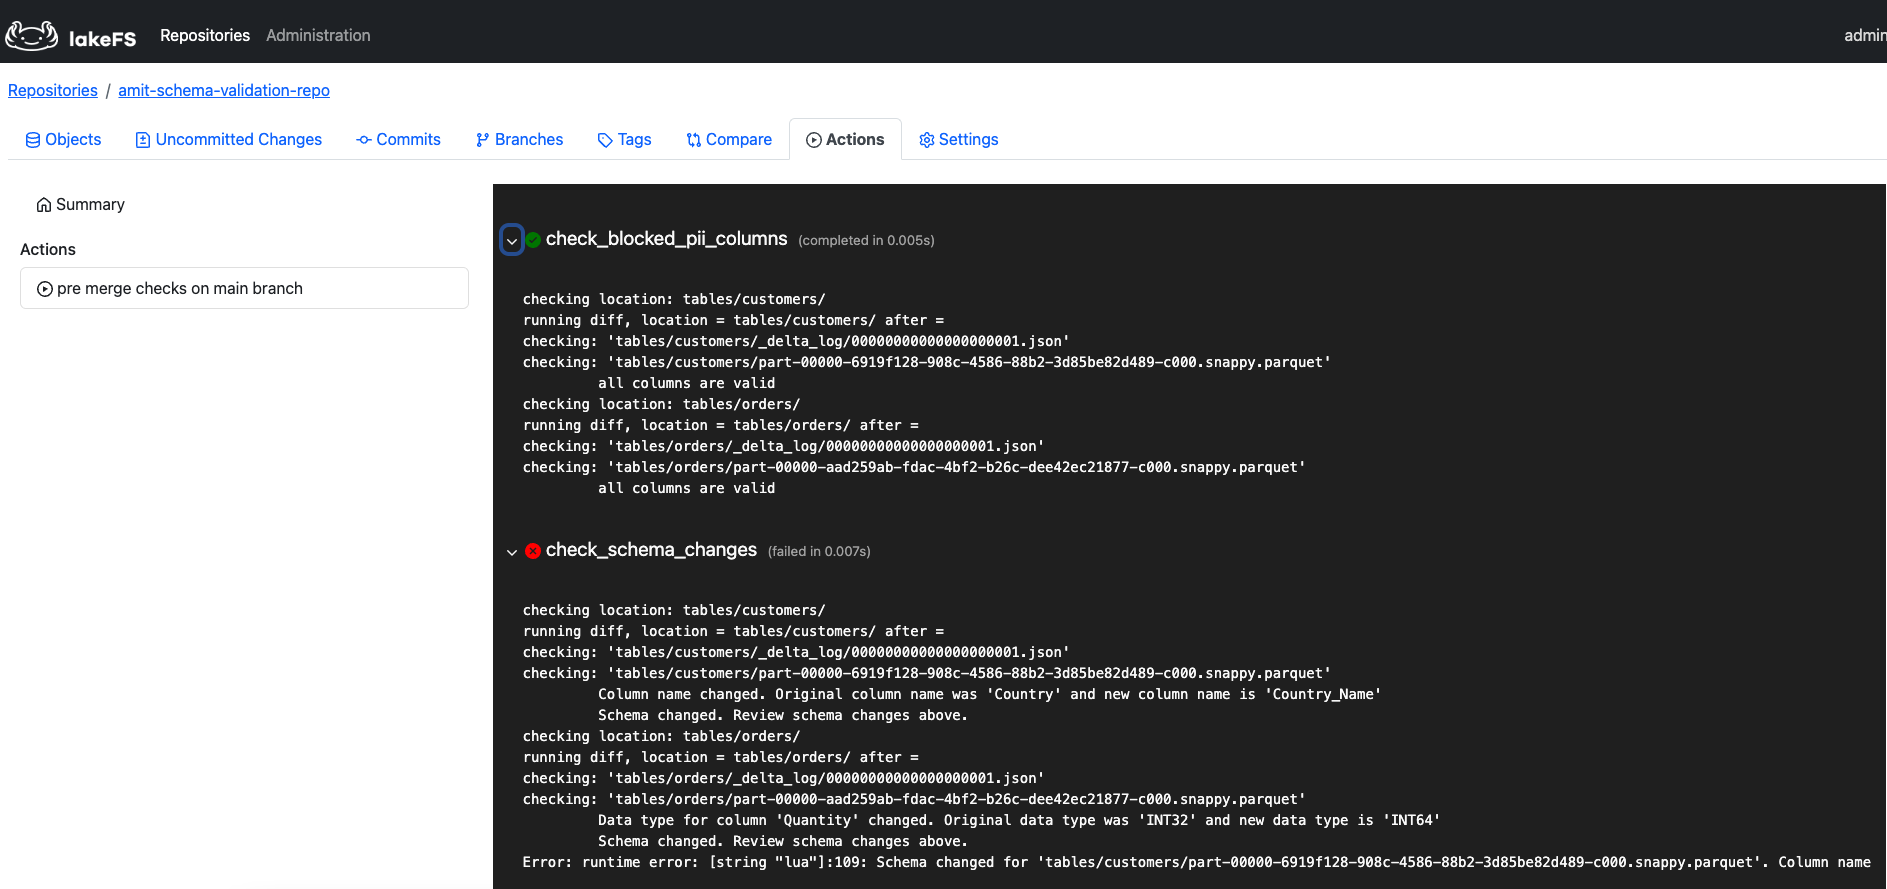 lakeFS Repositories Administration admin
Repositories / amit-schema-validation-repo
Objects Uncommitted Changes Commits Branches Tags Compare Actions Settings
Summary
Actions
pre merge checks on main branch
check_blocked_pii_columns (completed in 0.005s)
checking location: tables/customers/
running diff, location = tables/customers/ after =
checking: 'tables/customers/_delta_log/00000000000000000001.json'
checking: 'tables/customers/part-00000-6919f128-908c-4586-88b2-3d85be82d489-c000.snappy.parquet'
all columns are valid
checking location: tables/orders/
running diff, location = tables/orders/ after =
checking: 'tables/orders/_delta_log/00000000000000000001.json'
checking: 'tables/orders/part-00000-aad259ab-fdac-4bf2-b26c-dee42ec21877-c000.snappy.parquet'
all columns are valid
check_schema_changes (failed in 0.007s)
checking location: tables/customers/
running diff, location = tables/customers/ after =
checking: 'tables/customers/_delta_log/00000000000000000001.json'
checking: 'tables/customers/part-00000-6919f128-908c-4586-88b2-3d85be82d489-c000.snappy.parquet'
Column name changed. Original column name was 'Country' and new column name is 'Country_Name'
Schema changed. Review schema changes above.
checking location: tables/orders/
running diff, location = tables/orders/ after =
checking: 'tables/orders/_delta_log/00000000000000000001.json'
checking: 'tables/orders/part-00000-aad259ab-fdac-4bf2-b26c-dee42ec21877-c000.snappy.parquet'
Data type for column 'Quantity' changed. Original data type was 'INT32' and new data type is 'INT64'
Schema changed. Review schema changes above.
Error: runtime error: [string "lua"]:109: Schema changed for 'tables/customers/part-00000-6919f128-908c-4586-88b2-3d85be82d489-c000.snappy.parquet'. Column name